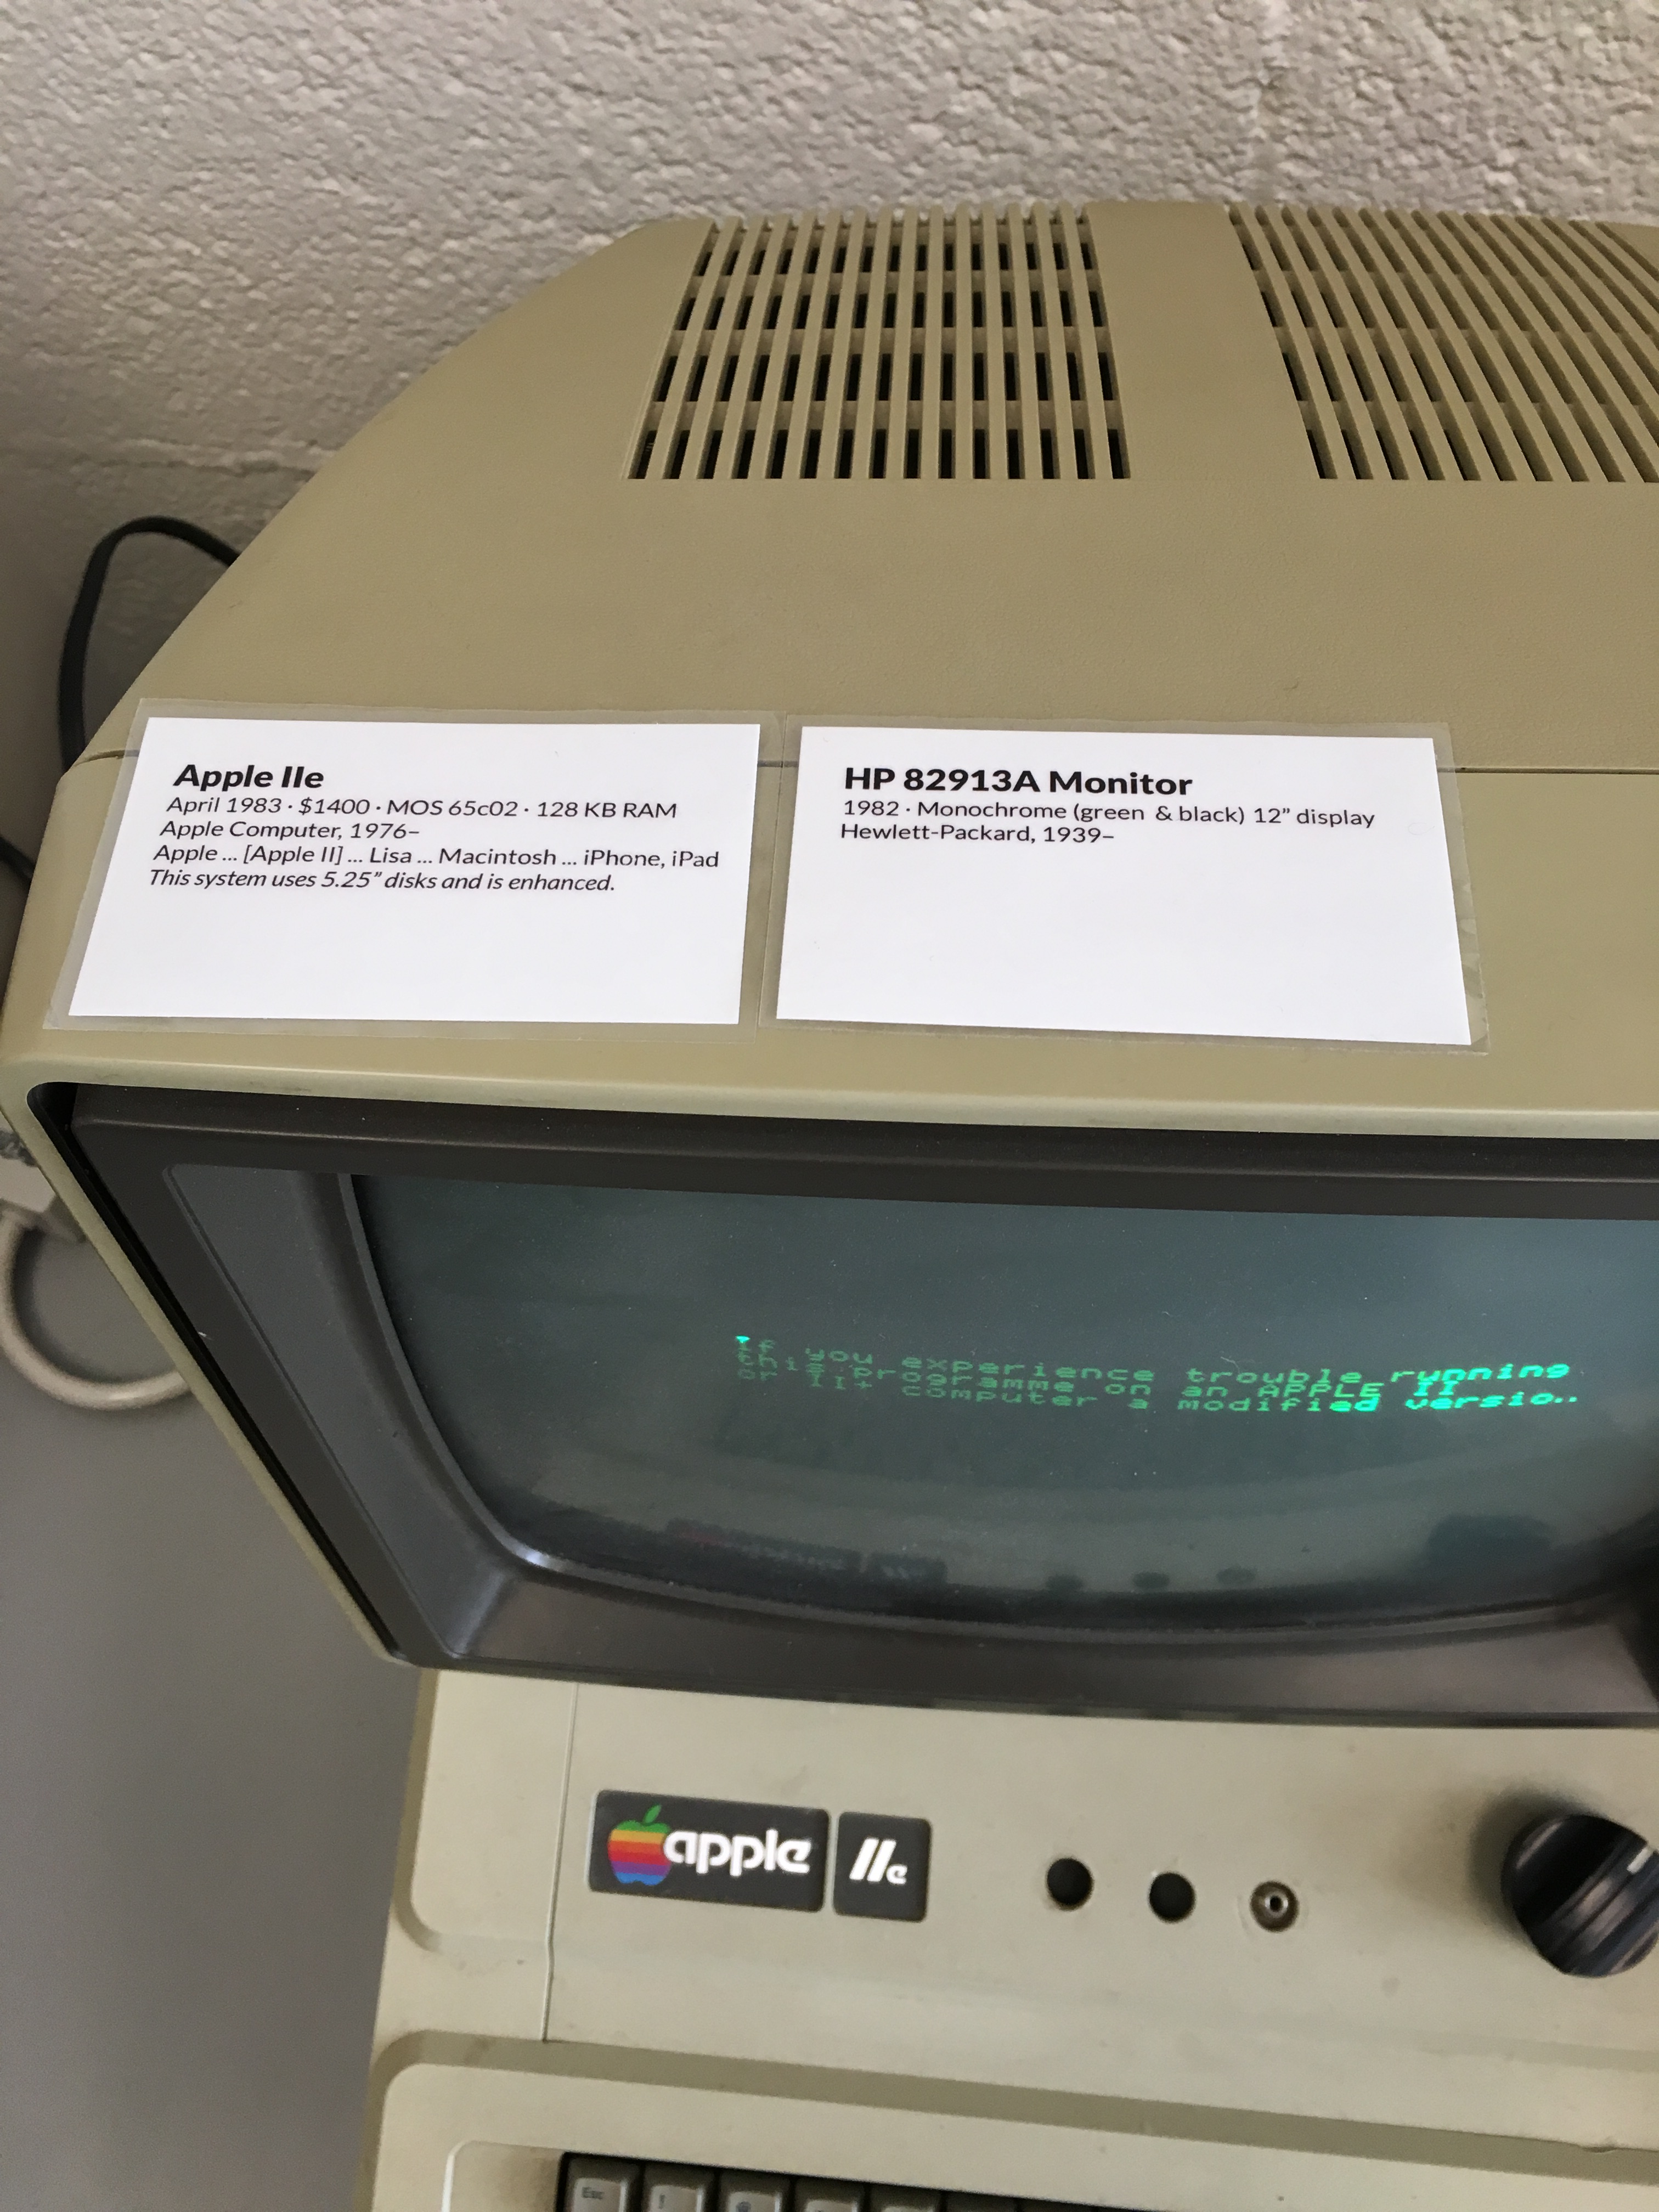 Apple IIe
April 1983 · $1400 · MOS 65c02 · 128 KB RAM
Apple Computer, 1976–
Apple ... [Apple II] ... Lisa ... Macintosh ... iPhone, iPad
This system uses 5.25” disks and is enhanced.
HP 82913A Monitor
1982 · Monochrome (green & black) 12” display
Hewlett-Packard, 1939–
If you experience trouble running
this programme on an APPLE II
or II+ computer a modified versio..
apple //e
Esc
!
@